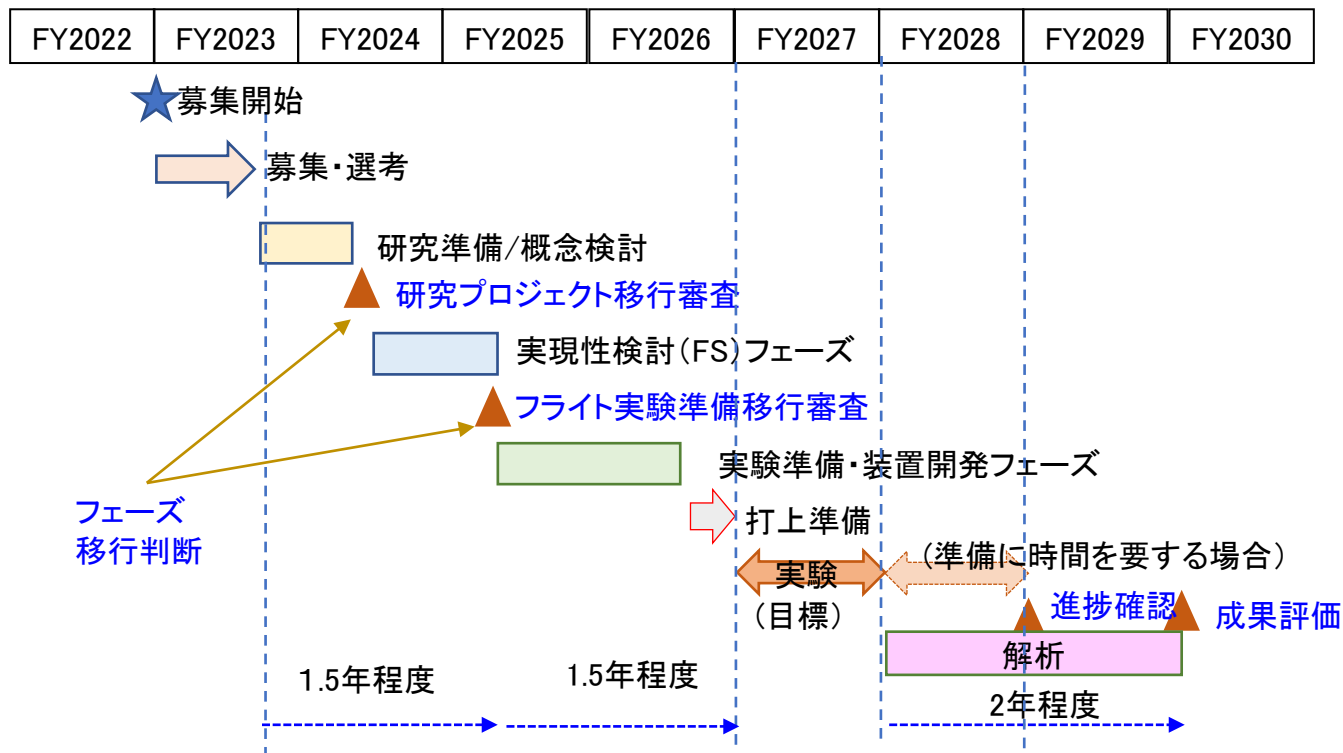 FY2022 FY2023 FY2024 FY2025 FY2026 FY2027 FY2028 FY2029 FY2030
募集開始
募集・選考
研究準備/概念検討
研究プロジェクト移行審査
実現性検討(FS)フェーズ
フライト実験準備移行審査
実験準備・装置開発フェーズ
フェーズ
移行判断
打上準備
(準備に時間を要する場合)
実験
(目標)
進捗確認
成果評価
解析
1.5年程度
1.5年程度
2年程度